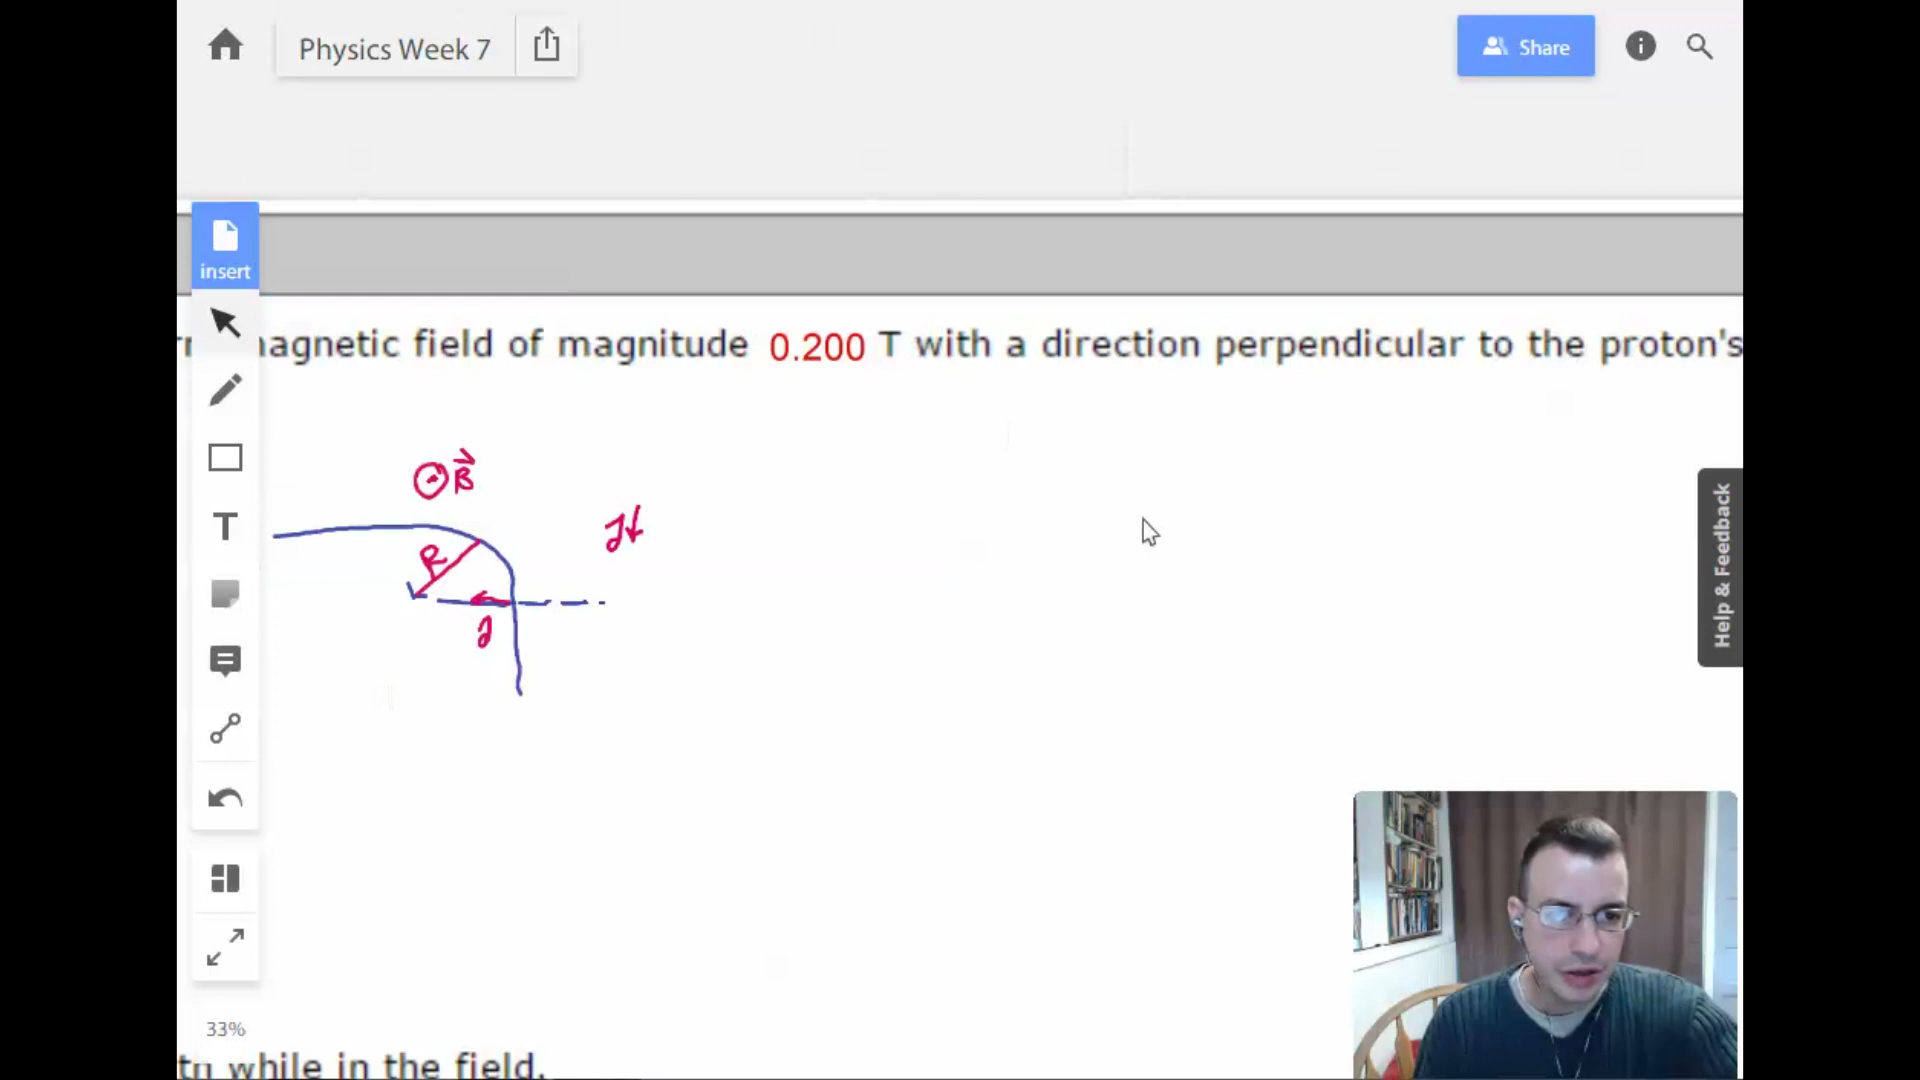 Physics Week 7
Share
insert
agnetic field of magnitude 0.200 T with a direction perpendicular to the proton's
B
R
T
Help & Feedback
33%
while in the field.